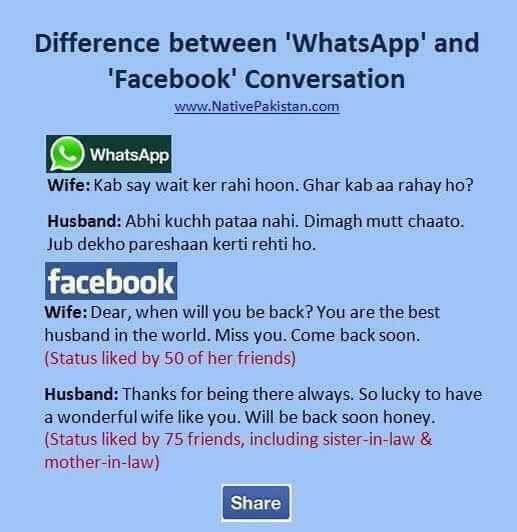 Difference between 'WhatsApp' and
'Facebook' Conversation
www.NativePakistan.com
WhatsApp
Wife: Kab say wait ker rahi hoon. Ghar kab aa rahay ho?
Husband: Abhi kuchh pataa nahi. Dimagh mutt chaato.
Jub dekho pareshaan kerti rehti ho.
facebook
Wife: Dear, when will you be back? You are the best
husband in the world. Miss you. Come back soon.
(Status liked by 50 of her friends)
Husband: Thanks for being there always. So lucky to have
a wonderful wife like you. Will be back soon honey.
(Status liked by 75 friends, including sister-in-law &
mother-in-law)
Share